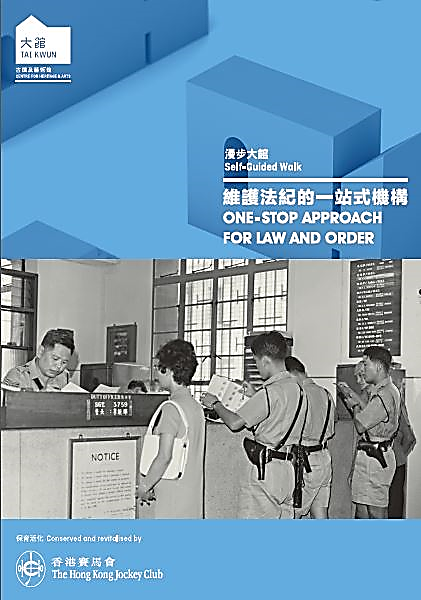 大館
TAI KWUN
古蹟及藝術館
CENTRE FOR HERITAGE & ARTS
漫步大館
Self-Guided Walk
維護法紀的一站式機構
ONE-STOP APPROACH
FOR LAW AND ORDER
DUTY OFFICER
SGT. 3759
NOTICE
保育活化 Conserved and revitalised by
香港賽馬會
The Hong Kong Jockey Club